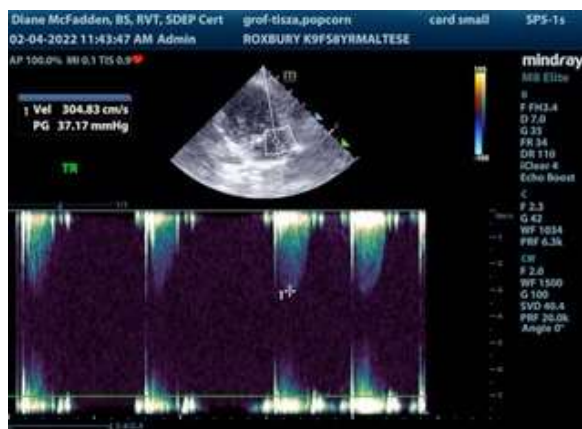 Diane McFadden, BS, RVT, SDEP Cert grof-tisza,popcorn card small SP5-1s
02-04-2022 11:43:47 AM Admin ROXBURY K9FS8YRMALTESE
AP 100.0% MI 0.1 TIS 0.9
mindray
M8 Elite
1 Vel 304.83 cm/s
PG 37.17 mmHg
TR
B
F FH3.4
D 7.0
G 35
FR 34
DR 110
iClear 4
Echo Boost
C
F 2.3
G 42
WF 1034
PRF 6.3k
CW
F 2.0
WF 1500
G 100
SVD 40.4
PRF 20.0k
Angle 0°
1